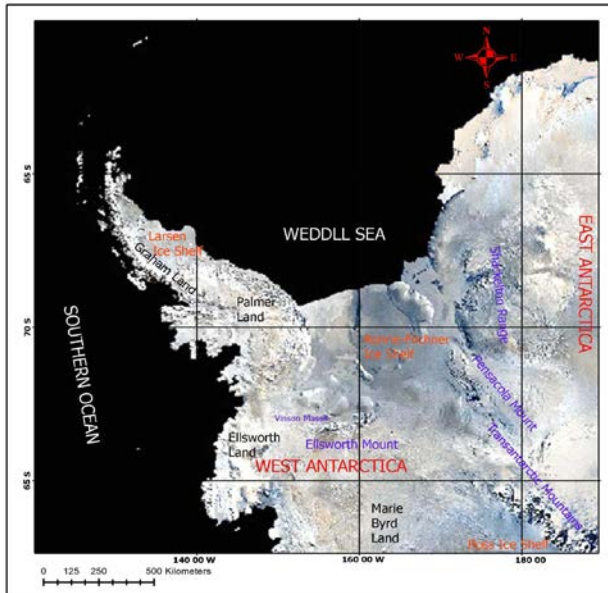 N
W E
S
65 S
WEDDLL SEA
EAST ANTARCTICA
Larsen
Ice Shelf
Graham Land
Shackelton Range
Palmer
Land
SOUTHERN OCEAN
70 S
Ice Shelf
Pensacola Mount
Vinson Massif
Ellsworth
Land
Ellsworth Mount
WEST ANTARCTICA
Transantarctic Mountains
65 S
Marie
Byrd
Land
Ross Ice Shelf
140 00 W
160 00 W
180 00
0 125 250 500 Kilometers